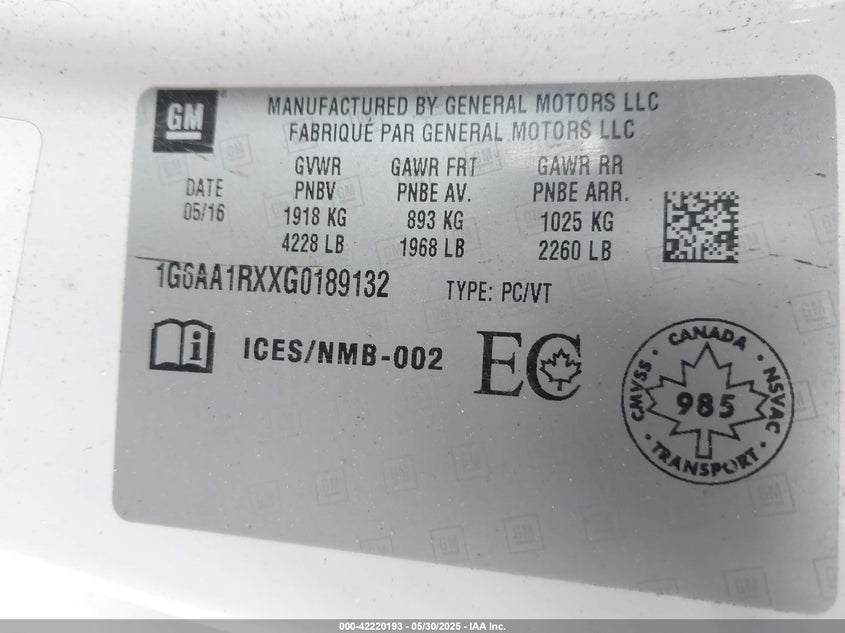 GM
MANUFACTURED BY GENERAL MOTORS LLC
FABRIQUÉ PAR GENERAL MOTORS LLC
DATE
05/16
GVWR
PNBV
1918 KG
4228 LB
GAWR FRT
PNBE AV.
893 KG
1968 LB
GAWR RR
PNBE ARR.
1025 KG
2260 LB
1G6AA1RXXG0189132 TYPE: PC/VT
ICES/NMB-002
EC
CANADA
CMVSS · NSVAC
985
TRANSPORT
000-42220193 - 05/30/2025 - IAA Inc.